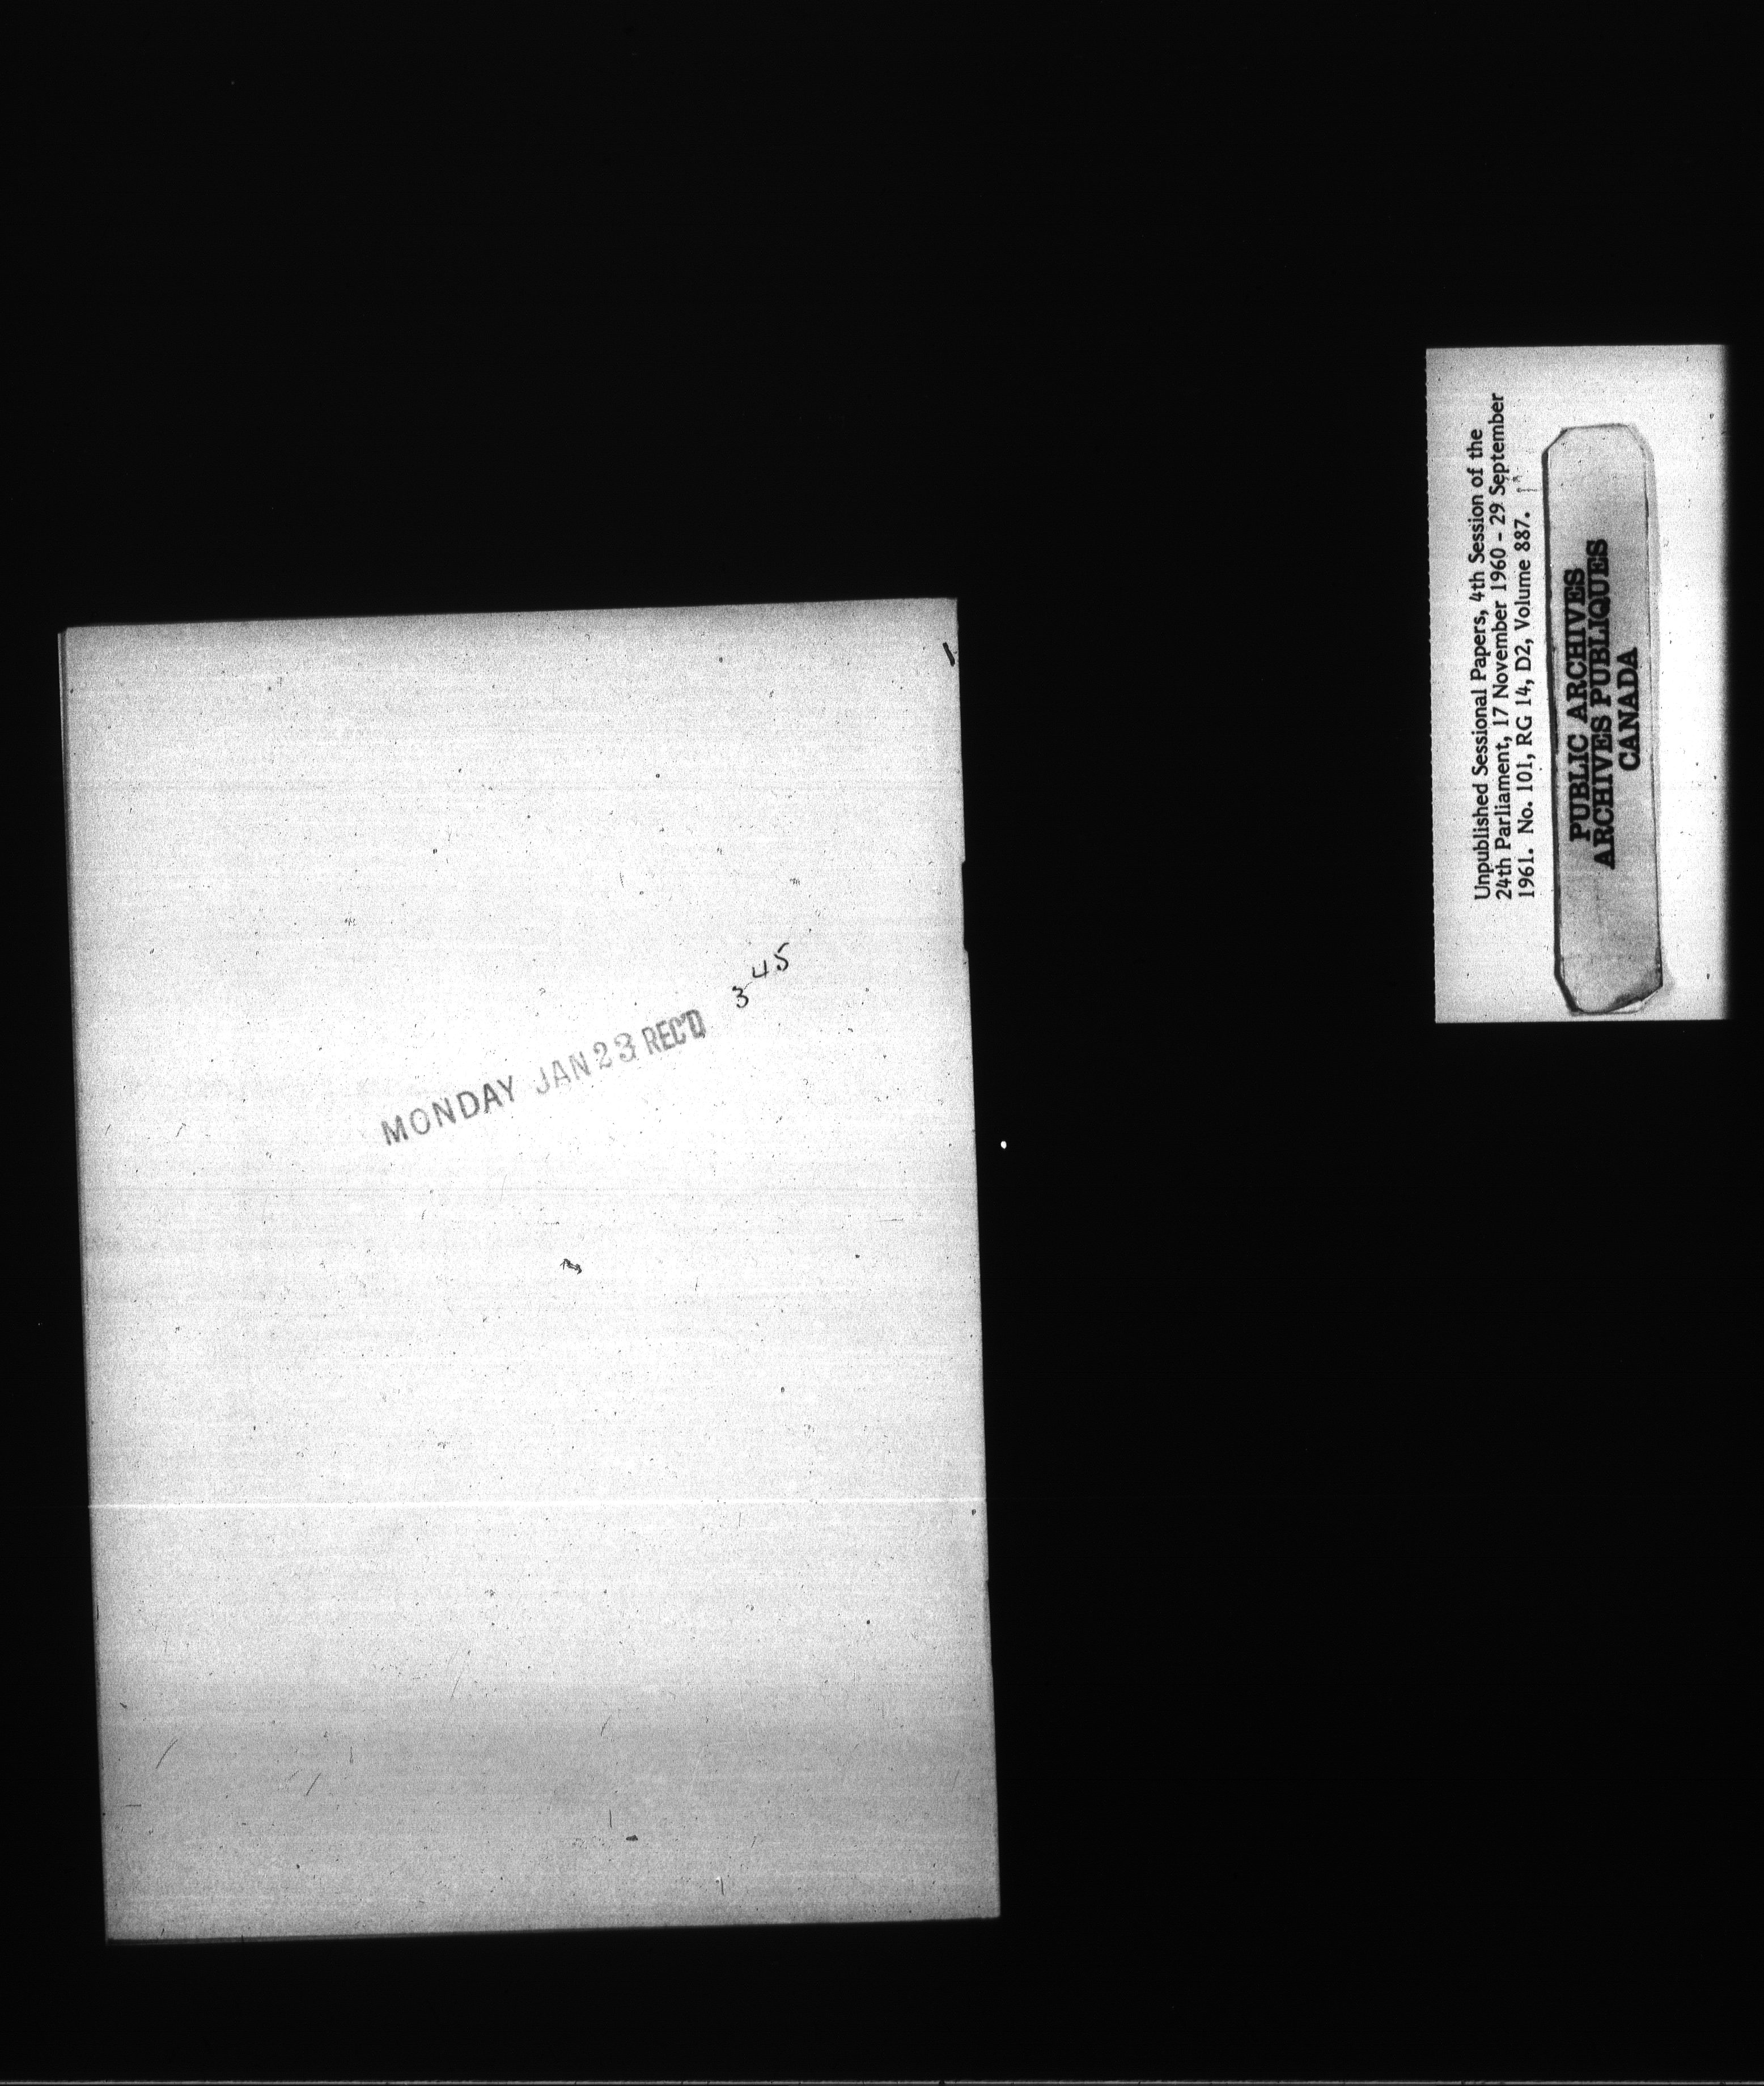 MONDAY JAN 23 REC'D 3 45
Unpublished Sessional Papers, 4th Session of the
24th Parliament, 17 November 1960 - 29 September
1961. No. 101, RG 14, D2, Volume 887.
PUBLIC ARCHIVES
ARCHIVES PUBLIQUES
CANADA